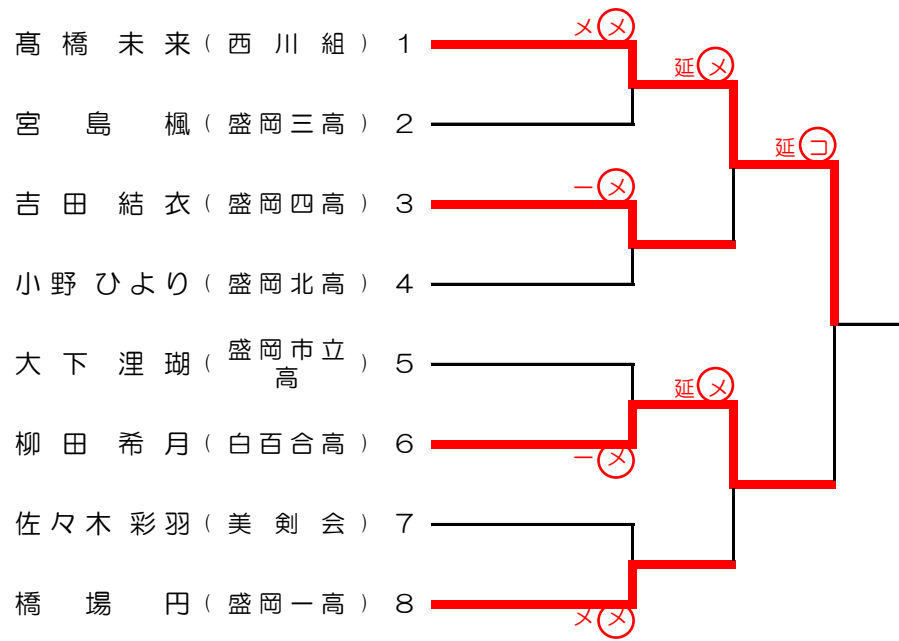 メメ
髙橋 未来（西川組）1
延メ
宮島 楓（盛岡三高）2
延コ
一メ
吉田 結衣（盛岡四高）3
小野 ひより（盛岡北高）4
大下 浬瑚（盛岡市立高）5
延メ
柳田 希月（白百合高）6
一メ
佐々木 彩羽（美剣会）7
橋場 円（盛岡一高）8
メメ